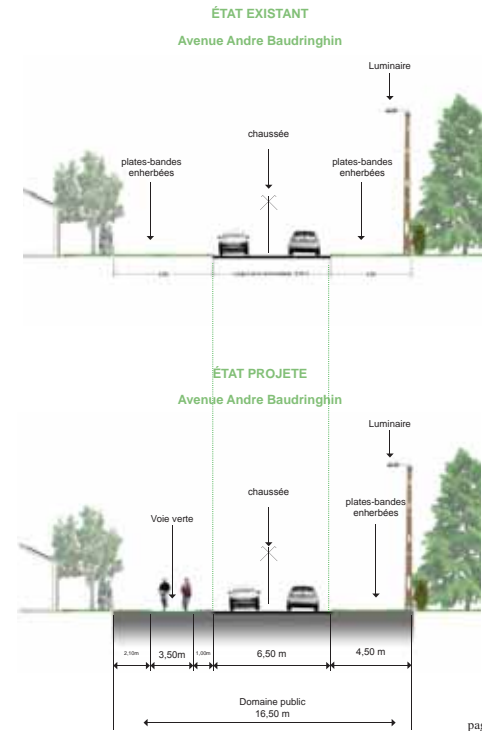 ÉTAT EXISTANT
Avenue Andre Baudringhin
Luminaire
chaussée
plates-bandes
enherbées
plates-bandes
enherbées
ÉTAT PROJETE
Avenue Andre Baudringhin
Luminaire
chaussée
plates-bandes
enherbées
Voie verte
2,10m
3,50m
1,00m
6,50 m
4,50 m
Domaine public
16,50 m
pag